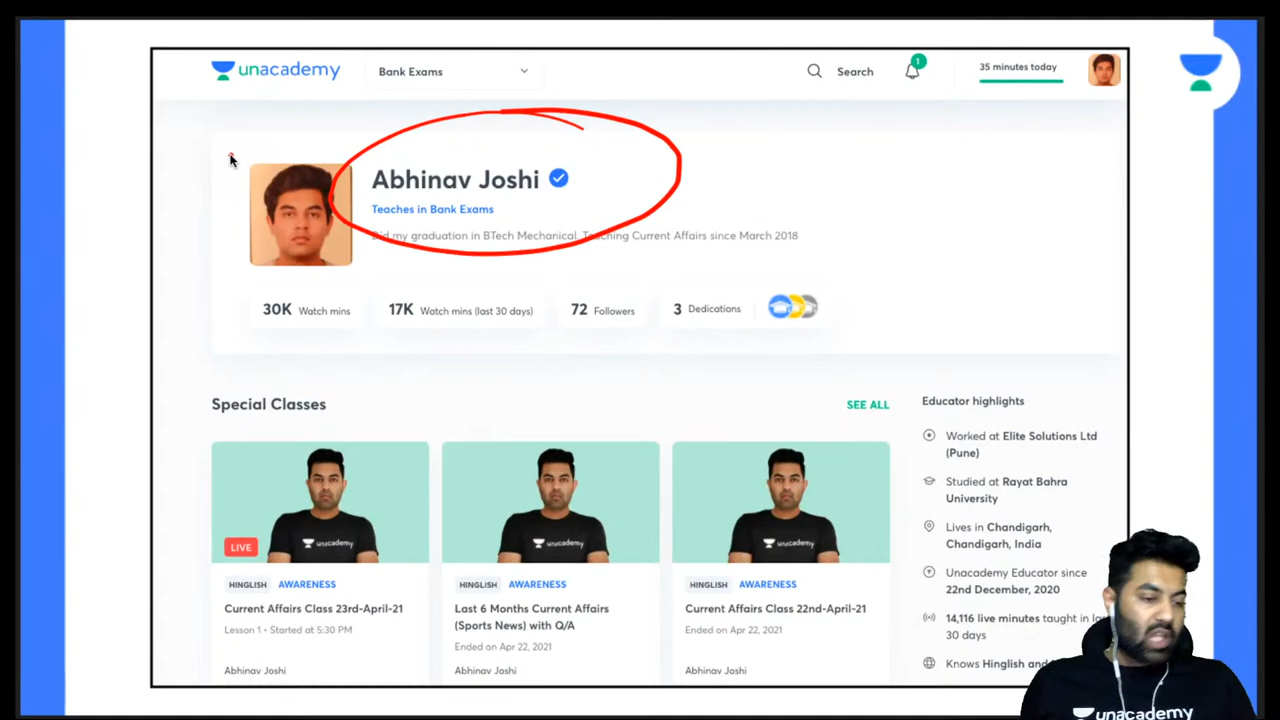 unacademy
Bank Exams
Search
1
35 minutes today
Abhinav Joshi
Teaches in Bank Exams
Did my graduation in BTech Mechanical, Teaching Current Affairs since March 2018
30K Watch mins
17K Watch mins (last 30 days)
72 Followers
3 Dedications
Special Classes
SEE ALL
unacademy
LIVE
HINGLISH AWARENESS
Current Affairs Class 23rd-April-21
Lesson 1 • Started at 5:30 PM
Abhinav Joshi
unacademy
HINGLISH AWARENESS
Last 6 Months Current Affairs
(Sports News) with Q/A
Ended on Apr 22, 2021
Abhinav Joshi
unacademy
HINGLISH AWARENESS
Current Affairs Class 22nd-April-21
Ended on Apr 22, 2021
Abhinav Joshi
Educator highlights
Worked at Elite Solutions Ltd
(Pune)
Studied at Rayat Bahra
University
Lives in Chandigarh,
Chandigarh, India
Unacademy Educator since
22nd December, 2020
14,116 live minutes taught in
30 days
Knows Hinglish and
unacademy